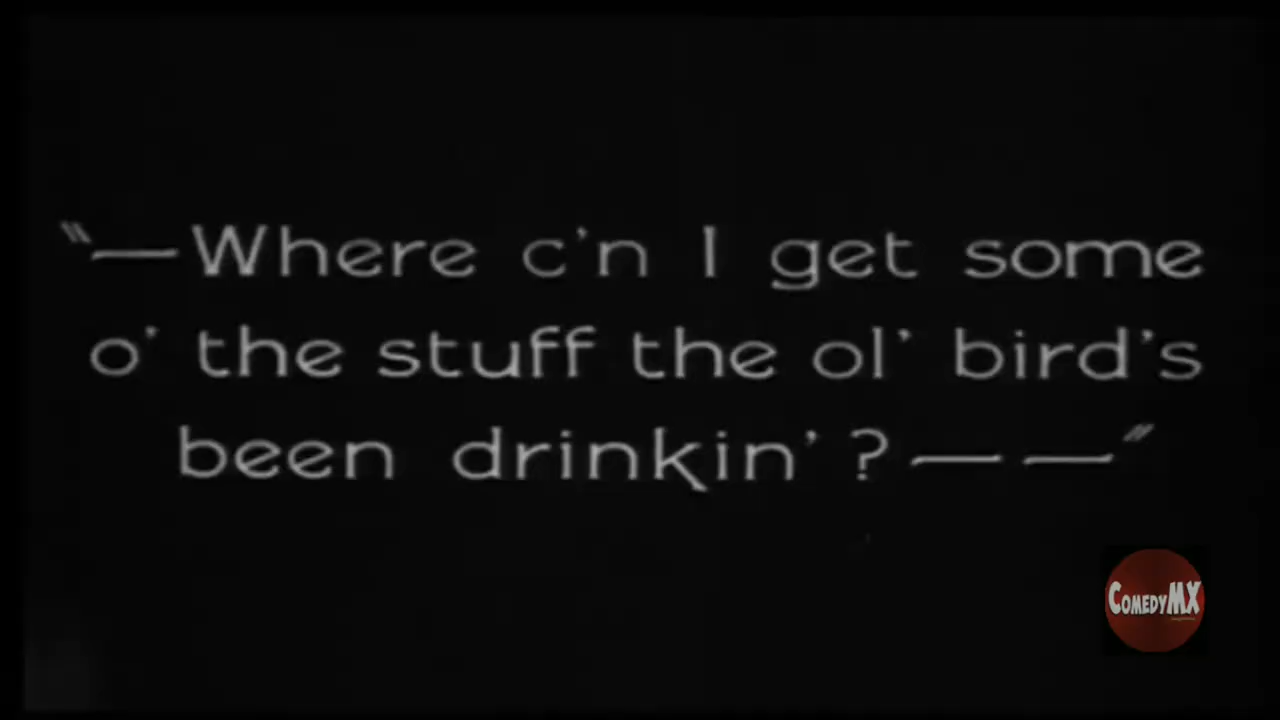 "—Where c'n I get some
o' the stuff the ol' bird's
been drinkin' ? — —"
COMEDYMX